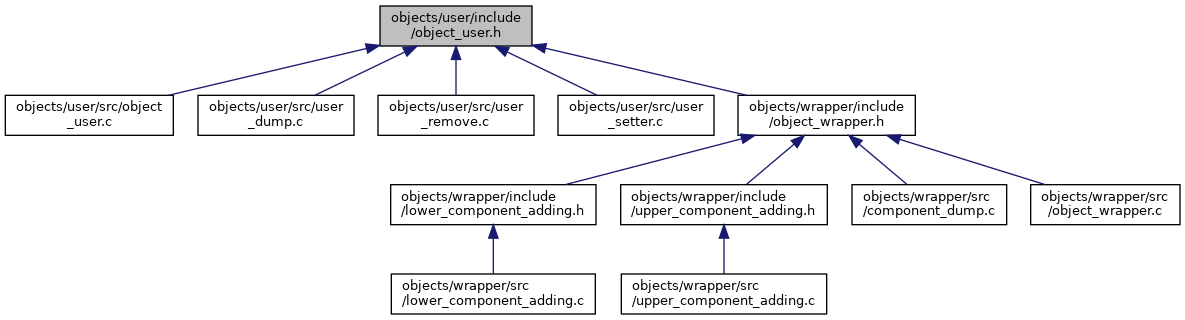 objects/user/include
/object_user.h
objects/user/src/object
_user.c
objects/user/src/user
_dump.c
objects/user/src/user
_remove.c
objects/user/src/user
_setter.c
objects/wrapper/include
/object_wrapper.h
objects/wrapper/include
/lower_component_adding.h
objects/wrapper/include
/upper_component_adding.h
objects/wrapper/src
/component_dump.c
objects/wrapper/src
/object_wrapper.c
objects/wrapper/src
/lower_component_adding.c
objects/wrapper/src
/upper_component_adding.c